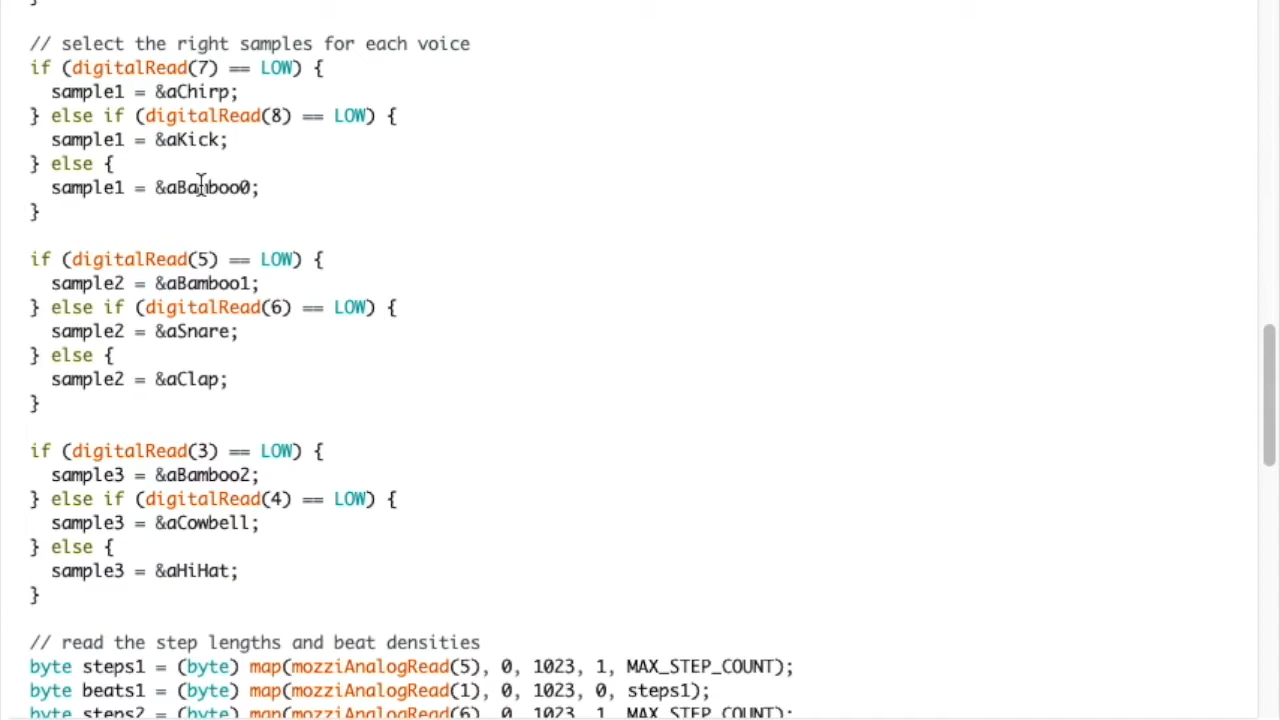 }
// select the right samples for each voice
if (digitalRead(7) == LOW) {
  sample1 = &aChirp;
} else if (digitalRead(8) == LOW) {
  sample1 = &aKick;
} else {
  sample1 = &aBamboo0;
}
if (digitalRead(5) == LOW) {
  sample2 = &aBamboo1;
} else if (digitalRead(6) == LOW) {
  sample2 = &aSnare;
} else {
  sample2 = &aClap;
}
if (digitalRead(3) == LOW) {
  sample3 = &aBamboo2;
} else if (digitalRead(4) == LOW) {
  sample3 = &aCowbell;
} else {
  sample3 = &aHiHat;
}
// read the step lengths and beat densities
byte steps1 = (byte) map(mozziAnalogRead(5), 0, 1023, 1, MAX_STEP_COUNT);
byte beats1 = (byte) map(mozziAnalogRead(1), 0, 1023, 0, steps1);
byte steps2 = (byte) map(mozziAnalogRead(6), 0, 1023, 1, MAX_STEP_COUNT);